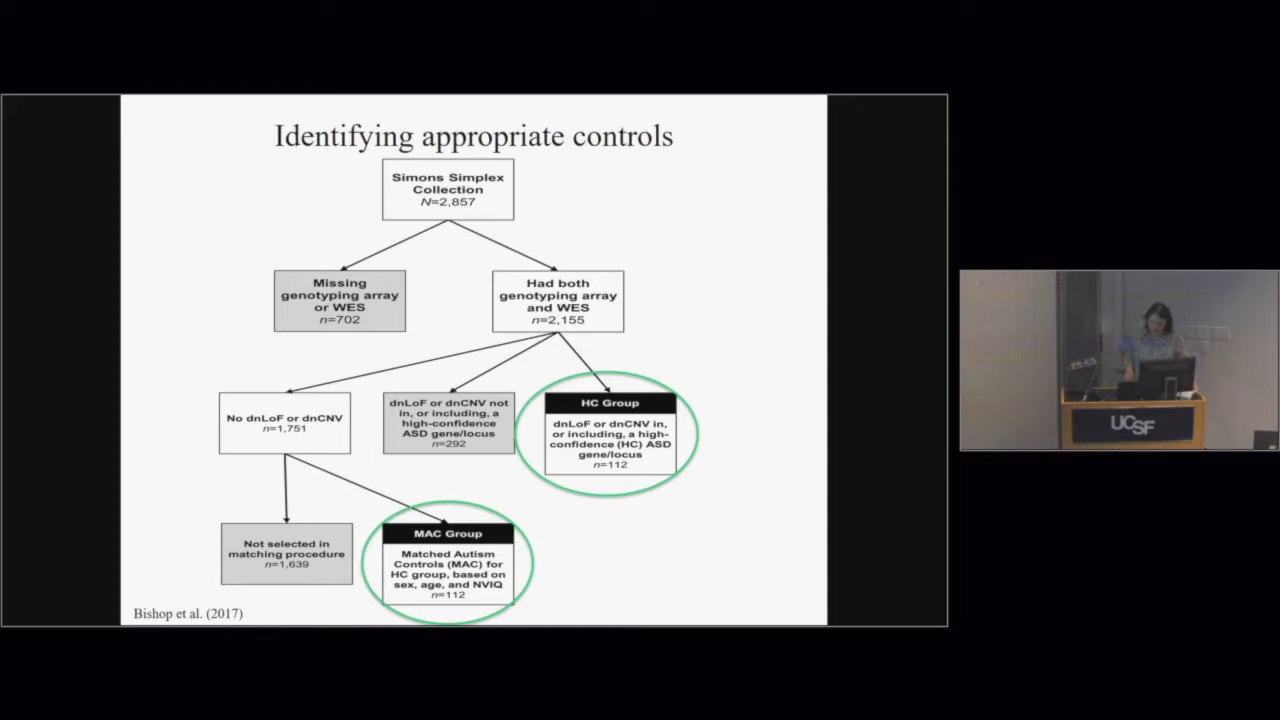 Identifying appropriate controls
Simons Simplex
Collection
N=2,857
Missing
genotyping array
or WES
n=702
Had both
genotyping array
and WES
n=2,155
No dnLoF or dnCNV
n=1,751
dnLoF or dnCNV not
in, or including, a
high-confidence
ASD gene/locus
n=292
HC Group
dnLoF or dnCNV in,
or including, a high-
confidence (HC) ASD
gene/locus
n=112
Not selected in
matching procedure
n=1,639
MAC Group
Matched Autism
Controls (MAC) for
HC group, based on
sex, age, and NVIQ
n=112
Bishop et al. (2017)
UCSF